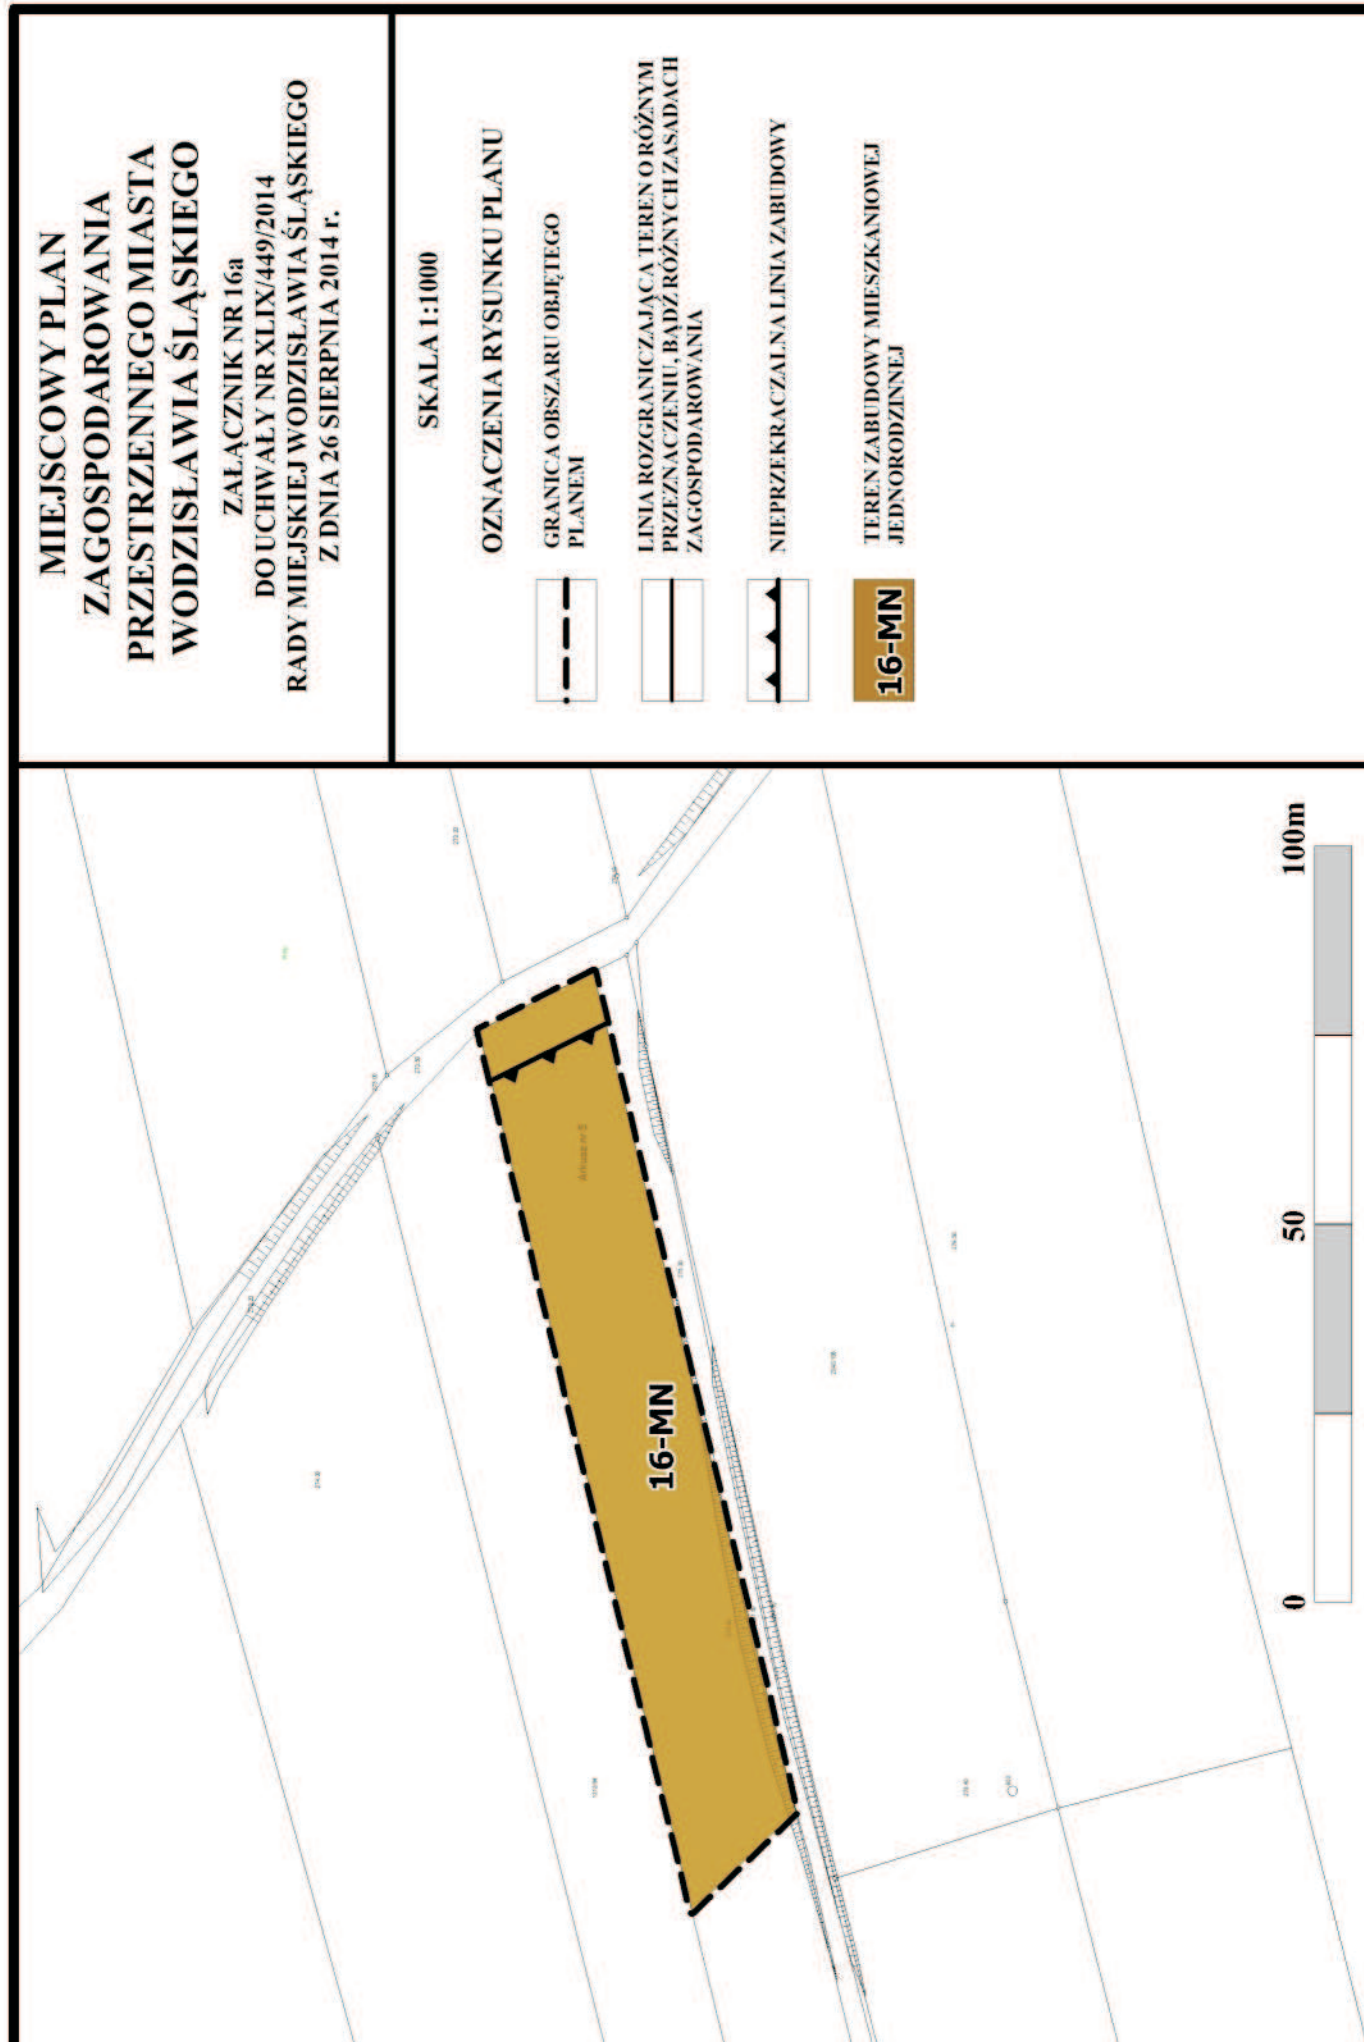 MIEJSCOWY PLAN
ZAGOSPODAROWANIA
PRZESTRZENNEGO MIASTA
WODZISŁAWIA ŚLĄSKIEGO
ZAŁĄCZNIK NR 16a
DO UCHWAŁY NR XLIX/449/2014
RADY MIEJSKIEJ WODZISŁAWIA ŚLĄSKIEGO
Z DNIA 26 SIERPNIA 2014 r.
SKALA 1:1000
OZNACZENIA RYSUNKU PLANU
GRANICA OBSZARU OBJĘTEGO
PLANEM
LINIA ROZGRANICZAJĄCA TEREN O RÓŻNYM
PRZEZNACZENIU, BĄDŹ RÓŻNYCH ZASADACH
ZAGOSPODAROWANIA
NIEPRZEKRACZALNA LINIA ZABUDOWY
16-MN
TEREN ZABUDOWY MIESZKANIOWEJ
JEDNORODZINNEJ
16-MN
0
50
100m